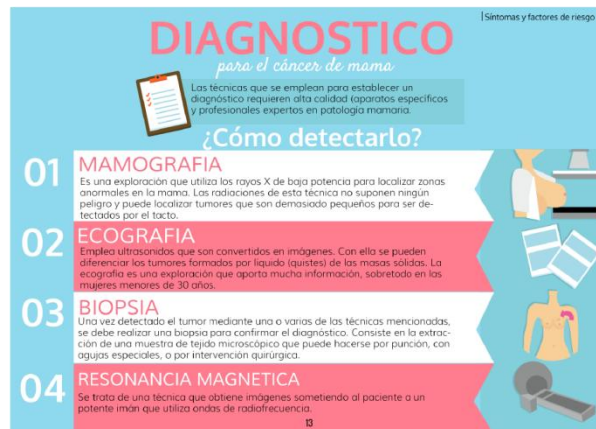 | Síntomas y factores de riesgo
DIAGNOSTICO
para el cáncer de mama
Las técnicas que se emplean para establecer un
diagnóstico requieren alta calidad (aparatos específicos
y profesionales expertos en patología mamaria.
¿Cómo detectarlo?
01 MAMOGRAFIA
Es una exploración que utiliza los rayos X de baja potencia para localizar zonas
anormales en la mama. Las radiaciones de esta técnica no suponen ningún
peligro y puede localizar tumores que son demasiado pequeños para ser de-
tectados por el tacto.
02 ECOGRAFIA
Emplea ultrasonidos que son convertidos en imágenes. Con ella se pueden
diferenciar los tumores formados por líquido (quistes) de las masas sólidas. La
ecografía es una exploración que aporta mucha información, sobretodo en las
mujeres menores de 30 años.
03 BIOPSIA
Una vez detectado el tumor mediante una o varias de las técnicas mencionadas,
se debe realizar una biopsia para confirmar el diagnóstico. Consiste en la extrac-
ción de una muestra de tejido microscópico que puede hacerse por punción, con
agujas especiales, o por intervención quirúrgica.
04 RESONANCIA MAGNETICA
Se trata de una técnica que obtiene imágenes sometiendo al paciente a un
potente imán que utiliza ondas de radiofrecuencia.
13